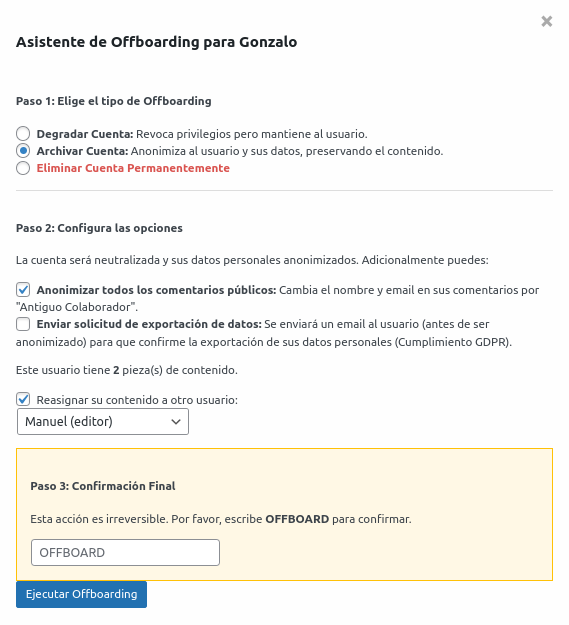 Asistente de Offboarding para Gonzalo
Paso 1: Elige el tipo de Offboarding
Degradar Cuenta: Revoca privilegios pero mantiene al usuario.
Archivar Cuenta: Anonimiza al usuario y sus datos, preservando el contenido.
Eliminar Cuenta Permanentemente
Paso 2: Configura las opciones
La cuenta será neutralizada y sus datos personales anonimizados. Adicionalmente puedes:
Anonimizar todos los comentarios públicos: Cambia el nombre y email en sus comentarios por
"Antiguo Colaborador".
Enviar solicitud de exportación de datos: Se enviará un email al usuario (antes de ser
anonimizado) para que confirme la exportación de sus datos personales (Cumplimiento GDPR).
Este usuario tiene 2 pieza(s) de contenido.
Reasignar su contenido a otro usuario:
Manuel (editor)
Paso 3: Confirmación Final
Esta acción es irreversible. Por favor, escribe OFFBOARD para confirmar.
OFFBOARD
Ejecutar Offboarding